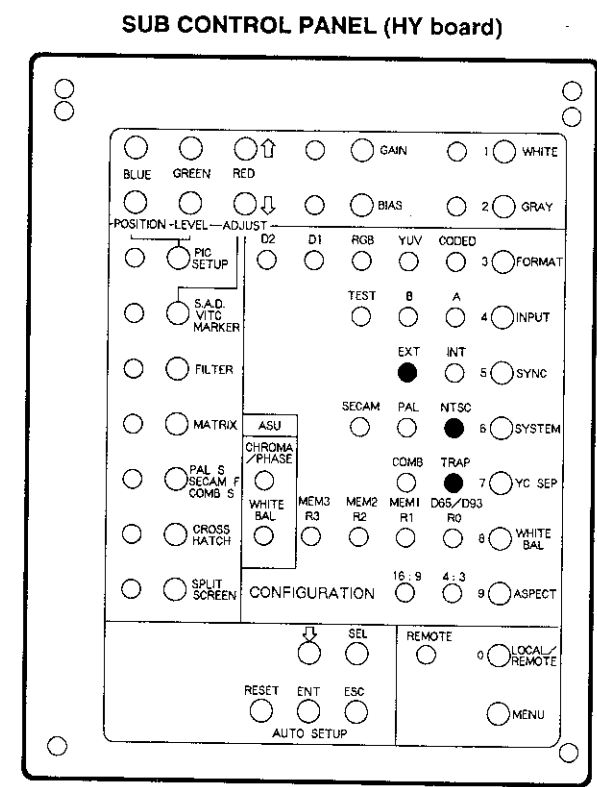 SUB CONTROL PANEL (HY board)
GAIN 1 WHITE
BLUE GREEN RED
BIAS 2 GRAY
POSITION LEVEL ADJUST
D2 D1 RGB YUV CODED
PIC SETUP 3 FORMAT
TEST B A
S.A.D. VITC MARKER 4 INPUT
EXT INT
FILTER 5 SYNC
SECAM PAL NTSC
MATRIX ASU 6 SYSTEM
CHROMA /PHASE COMB TRAP
PAL S SECAM F COMB S 7 YC SEP
WHITE BAL MEM3 R3 MEM2 R2 MEM1 R1 D65/D93 R0
CROSS HATCH 8 WHITE BAL
16:9 4:3
SPLIT SCREEN CONFIGURATION 9 ASPECT
SEL REMOTE
0 LOCAL/ REMOTE
RESET ENT ESC
MENU
AUTO SETUP